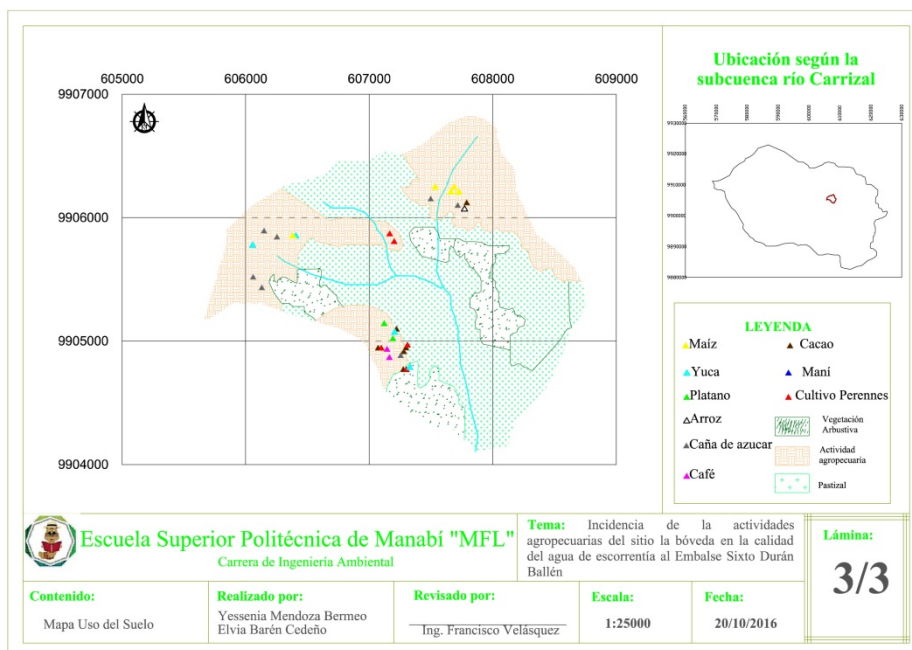 605000
606000
607000
608000
609000
9907000
9906000
9905000
9904000
Ubicación según la
subcuenca río Carrizal
LEYENDA
Maíz
Cacao
Yuca
Maní
Platano
Cultivo Perennes
Arroz
Vegetación
Arbustiva
Caña de azucar
Actividad
agropecuaria
Café
Pastizal
Escuela Superior Politécnica de Manabí "MFL"
Carrera de Ingeniería Ambiental
Tema: Incidencia de la actividades
agropecuarias del sitio la bóveda en la calidad
del agua de escorrentía al Embalse Sixto Durán
Ballén
Lámina:
3/3
Contenido:
Mapa Uso del Suelo
Realizado por:
Yessenia Mendoza Bermeo
Elvia Barén Cedeño
Revisado por:
Ing. Francisco Velásquez
Escala:
1:25000
Fecha:
20/10/2016